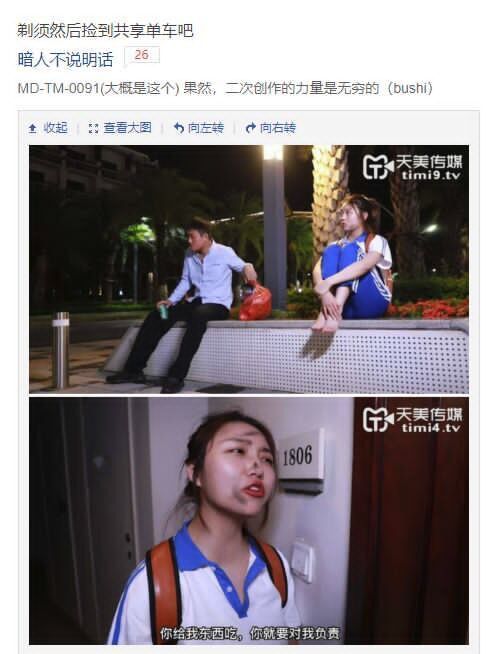 剃须然后捡到共享单车吧
暗人不说明话 26
MD-TM-0091(大概是这个) 果然，二次创作的力量是无穷的（bushi）
收起 查看大图 向左转 向右转
天美传媒
timi9.tv
天美传媒
timi4.tv
1806
你给我东西吃，你就要对我负责